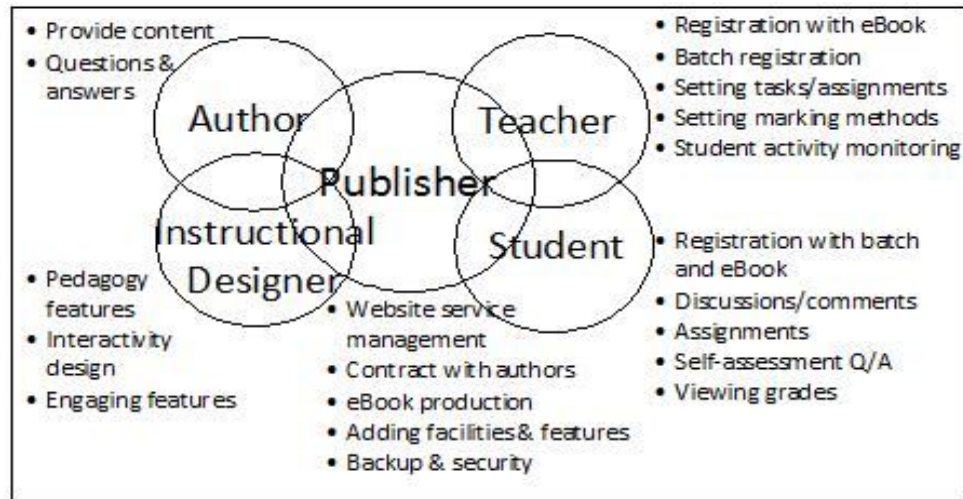 • Provide content
• Questions &
answers
Author
Publisher
Teacher
• Registration with eBook
• Batch registration
• Setting tasks/assignments
• Setting marking methods
• Student activity monitoring
Instructional
Designer
Student
• Pedagogy
features
• Interactivity
design
• Engaging features
• Website service
management
• Contract with authors
• eBook production
• Adding facilities & features
• Backup & security
• Registration with batch
and eBook
• Discussions/comments
• Assignments
• Self-assessment Q/A
• Viewing grades